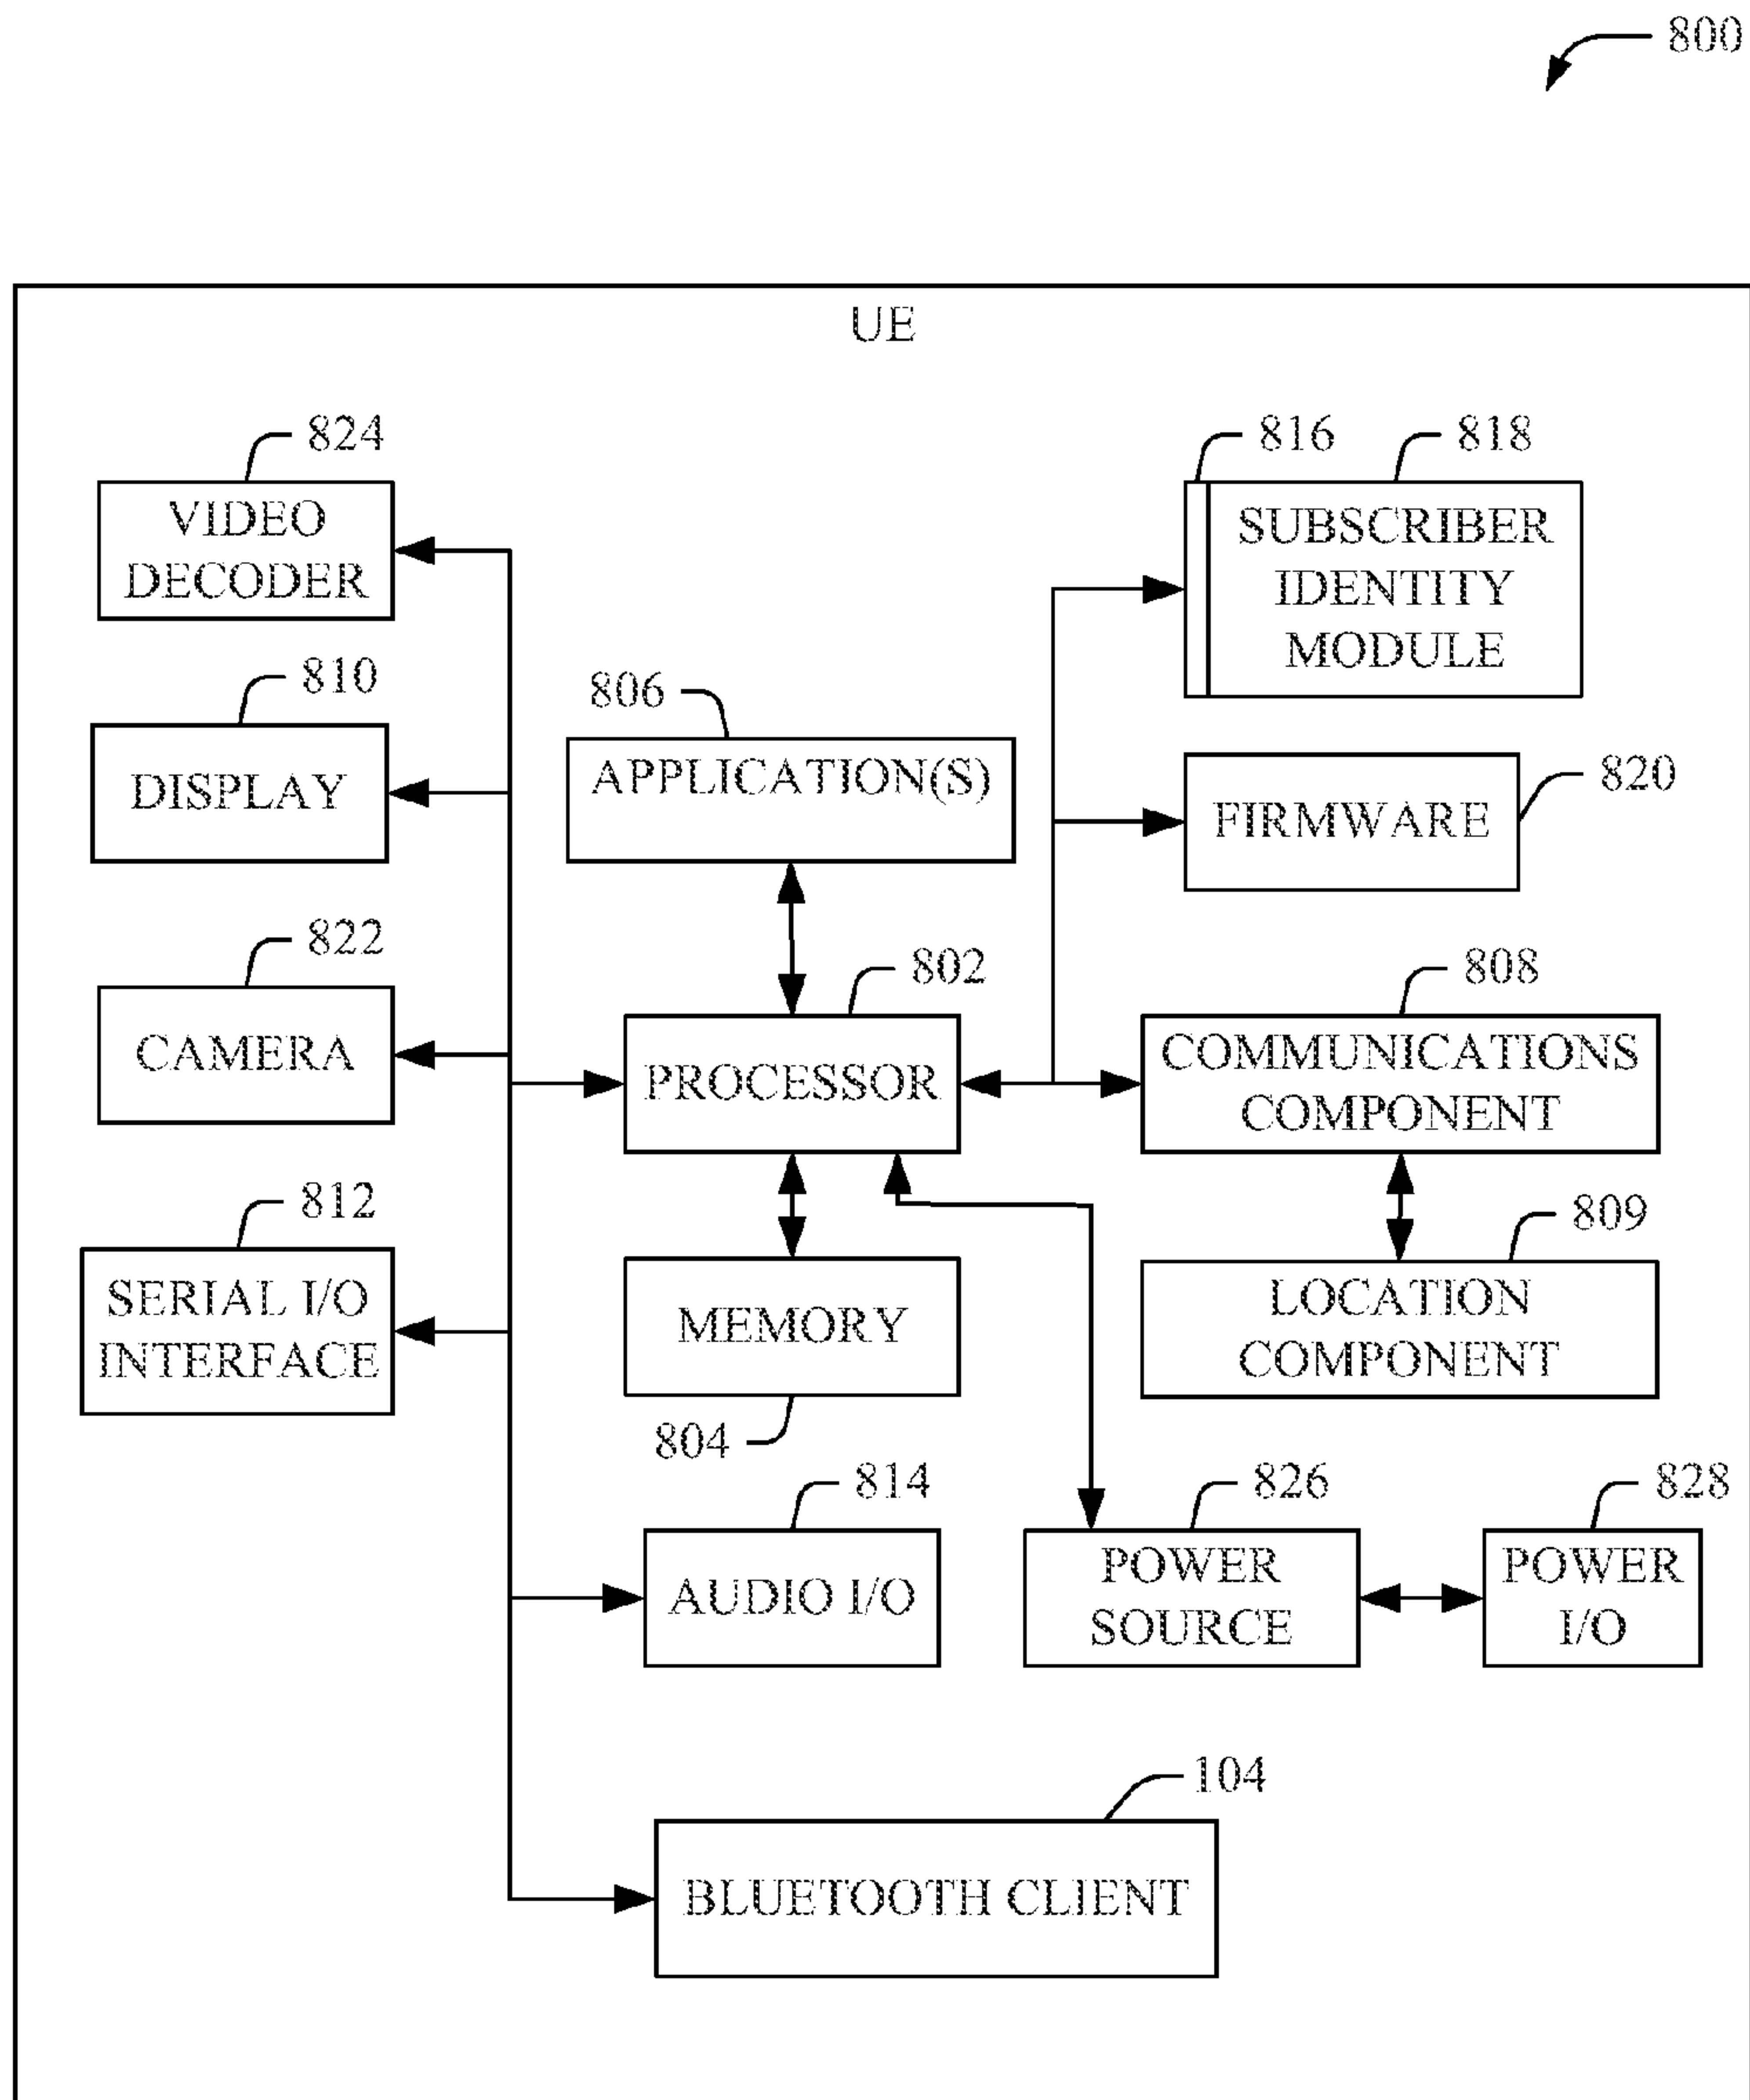 800
UE
824
VIDEO
DECODER
816
818
SUBSCRIBER
IDENTITY
MODULE
810
DISPLAY
806
APPLICATION(S)
820
FIRMWARE
822
CAMERA
802
PROCESSOR
808
COMMUNICATIONS
COMPONENT
812
SERIAL I/O
INTERFACE
MEMORY
804
809
LOCATION
COMPONENT
814
AUDIO I/O
826
POWER
SOURCE
828
POWER
I/O
104
BLUETOOTH CLIENT